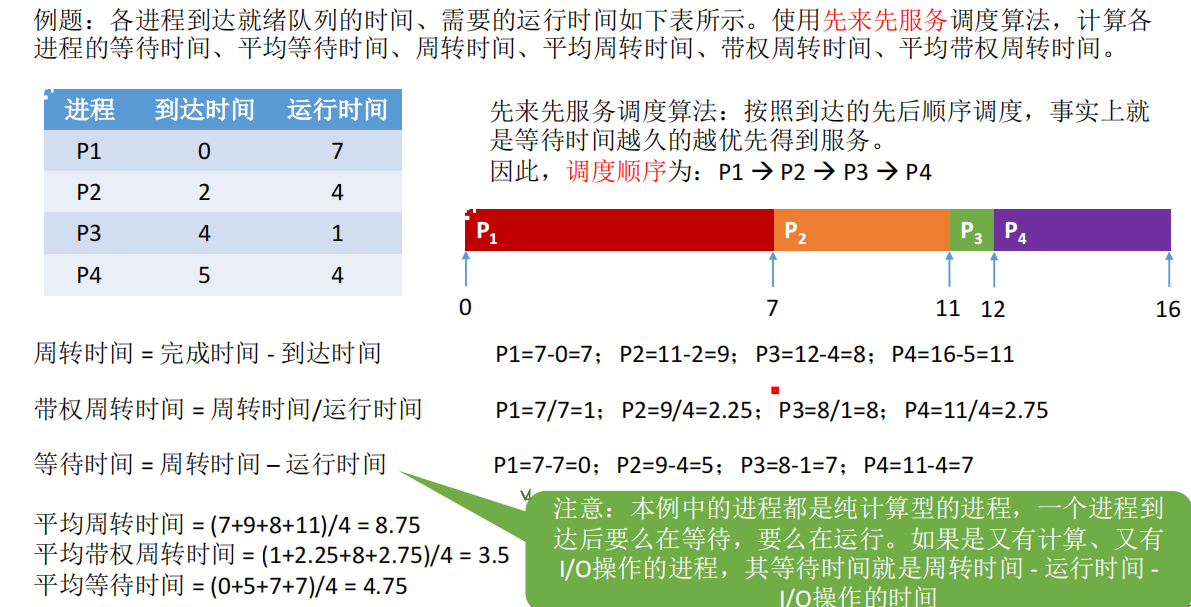 例题：各进程到达就绪队列的时间、需要的运行时间如下表所示。使用先来先服务调度算法，计算各
进程的等待时间、平均等待时间、周转时间、平均周转时间、带权周转时间、平均带权周转时间。
进程 到达时间 运行时间
P1 0 7
P2 2 4
P3 4 1
P4 5 4
先来先服务调度算法：按照到达的先后顺序调度，事实上就
是等待时间越久的越优先得到服务。
因此，调度顺序为：P1 → P2 → P3 → P4
P1 P2 P3 P4
0 7 11 12 16
周转时间 = 完成时间 - 到达时间
P1=7-0=7；P2=11-2=9；P3=12-4=8；P4=16-5=11
带权周转时间 = 周转时间/运行时间
P1=7/7=1；P2=9/4=2.25；P3=8/1=8；P4=11/4=2.75
等待时间 = 周转时间 – 运行时间
P1=7-7=0；P2=9-4=5；P3=8-1=7；P4=11-4=7
平均周转时间 = (7+9+8+11)/4 = 8.75
平均带权周转时间 = (1+2.25+8+2.75)/4 = 3.5
平均等待时间 = (0+5+7+7)/4 = 4.75
注意：本例中的进程都是纯计算型的进程，一个进程到
达后要么在等待，要么在运行。如果是又有计算、又有
I/O操作的进程，其等待时间就是周转时间 - 运行时间 -
I/O操作的时间